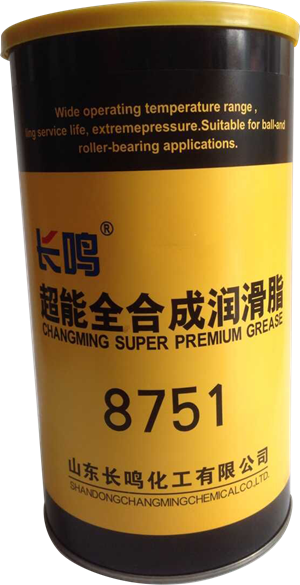 Wide operating temperature range ,
ing service life, extremepressure.Suitable for ball-and
roller-bearing applications.
长鸣®
超能全合成润滑脂
CHANGMING SUPER PREMIUM GREASE
8751
山东长鸣化工有限公司
SHANDONGCHANGMINGCHEMICALCO.,LTD.